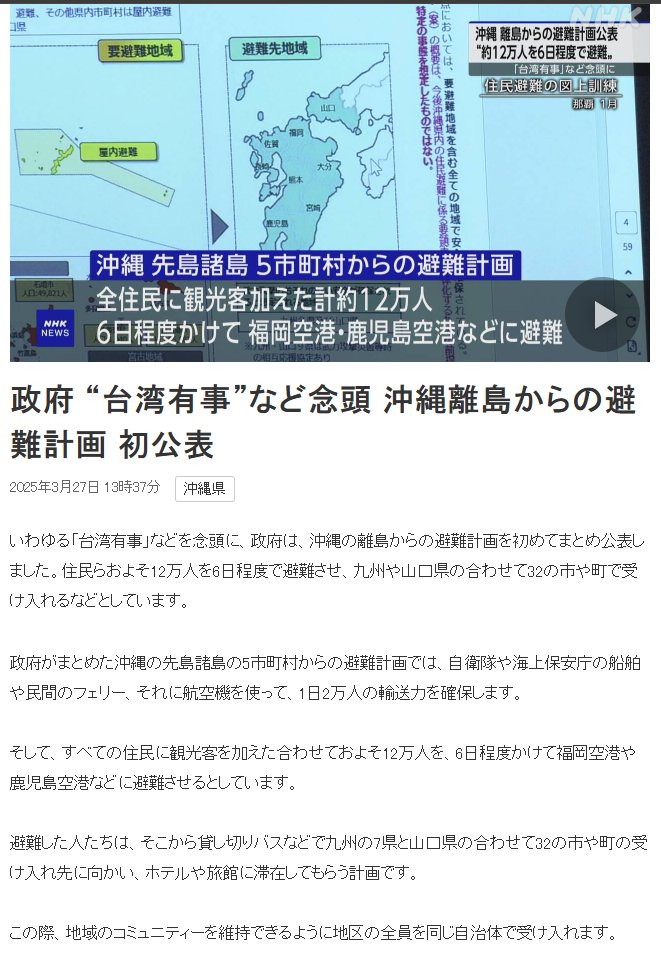 避難、その他県内市町村は屋内避難
口県
要避難地域
避難先地域
屋内避難
山口
福岡
佐賀
長崎
大分
熊本
宮崎
鹿児島
点においては、要避難地域を含む全ての地域で安全
(案)の概要は、今後沖縄県内の住民避難に係る要領
特定の事態を想定したものではない。
NHK
沖縄 離島からの避難計画公表
“約12万人を6日程度で避難„
「台湾有事」など念頭に
住民避難の図上訓練
那覇 1月
4
59
石垣市
人口:49,021人
宮古地域
沖縄 先島諸島 5市町村からの避難計画
全住民に観光客加えた計約12万人
6日程度かけて 福岡空港・鹿児島空港などに避難
NHK
NEWS
の相互応援協定あり
政府 “台湾有事”など念頭 沖縄離島からの避
難計画 初公表
2025年3月27日 13時37分
沖縄県
いわゆる「台湾有事」などを念頭に、政府は、沖縄の離島からの避難計画を初めてまとめ公表し
ました。住民らおよそ12万人を6日程度で避難させ、九州や山口県の合わせて32の市や町で受
け入れるなどとしています。
政府がまとめた沖縄の先島諸島の5市町村からの避難計画では、自衛隊や海上保安庁の船舶
や民間のフェリー、それに航空機を使って、1日2万人の輸送力を確保します。
そして、すべての住民に観光客を加えた合わせておよそ12万人を、6日程度かけて福岡空港や
鹿児島空港などに避難させるとしています。
避難した人たちは、そこから貸し切りバスなどで九州の7県と山口県の合わせて32の市や町の受
け入れ先に向かい、ホテルや旅館に滞在してもらう計画です。
この際、地域のコミュニティーを維持できるように地区の全員を同じ自治体で受け入れます。